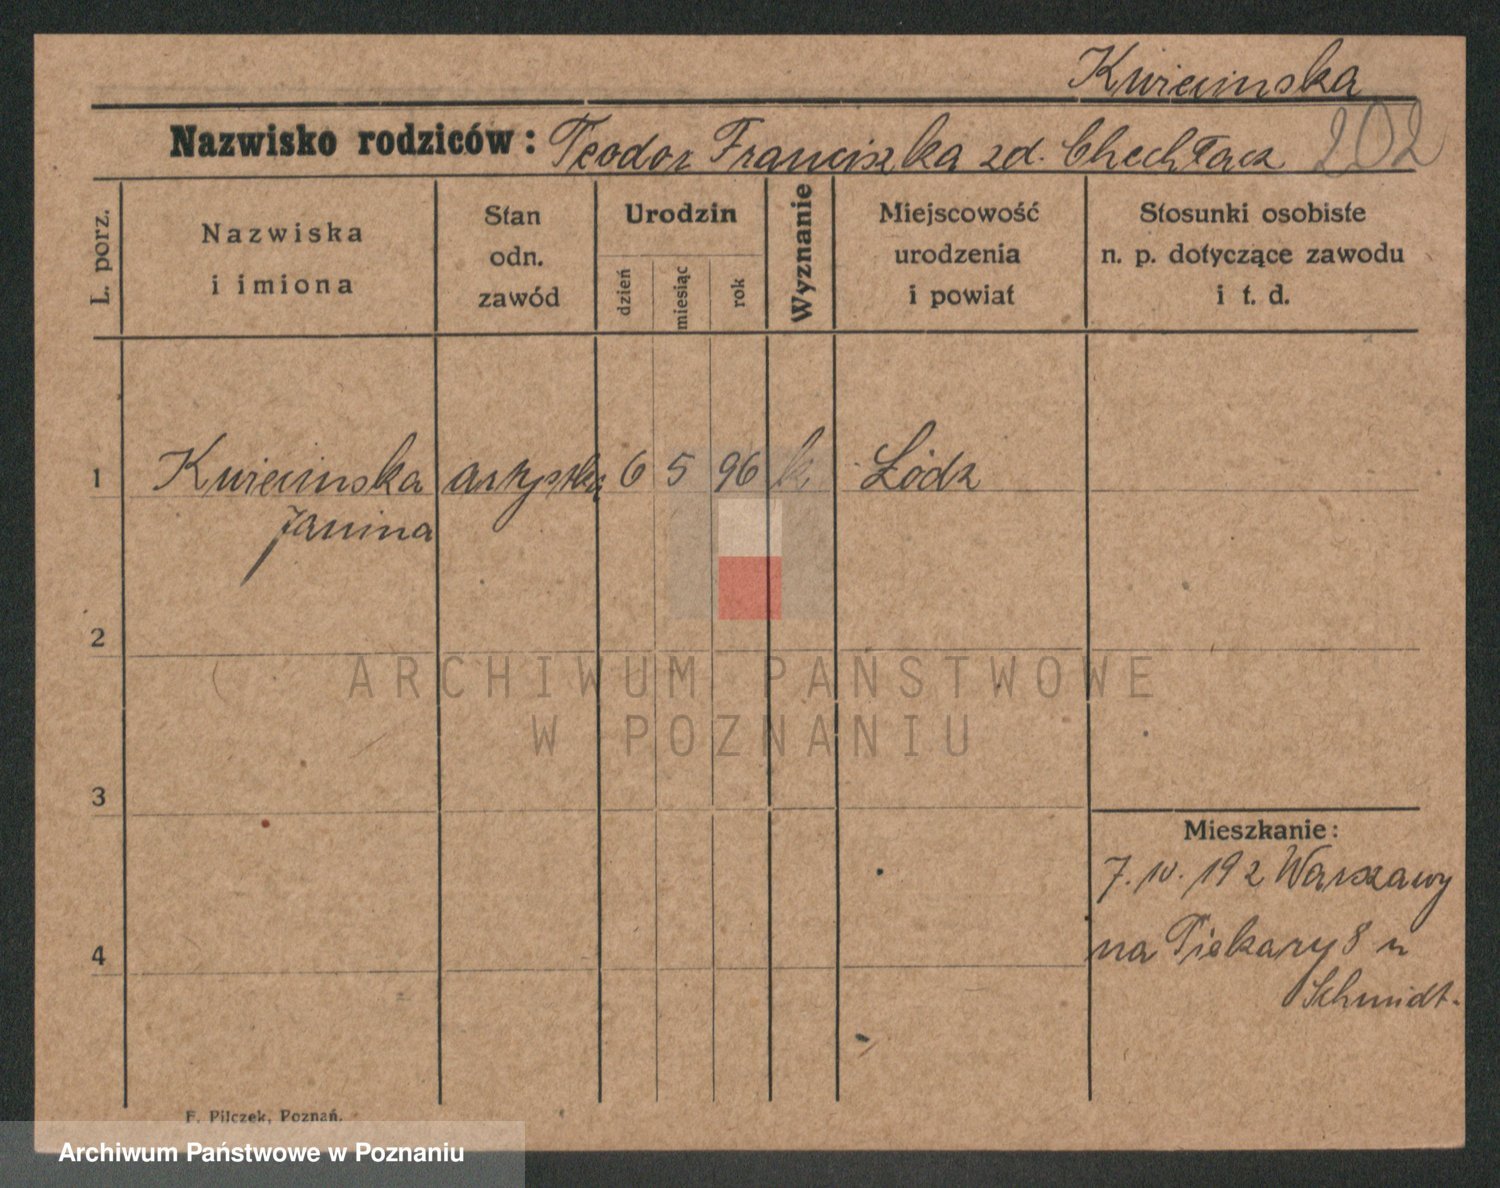 Kwiecinska
Nazwisko rodziców: Teodor Franciszka zd. Chechłacz 202
L. porz.
Nazwiska
i imiona
Stan
odn.
zawód
Urodzin
dzień
miesiąc
rok
Wyznanie
Miejscowość
urodzenia
i powiat
Stosunki osobiste
n. p. dotyczące zawodu
i t. d.
1 Kwiecinska artystka 6 5 96 k Łódz
Janina
2
ARCHIWUM PAŃSTWOWE
W POZNANIU
3
Mieszkanie:
7. 10. 192 Warszawy
4 na Piekary 8 u
Schmidt.
F. Pilczek, Poznań.
Archiwum Państwowe w Poznaniu